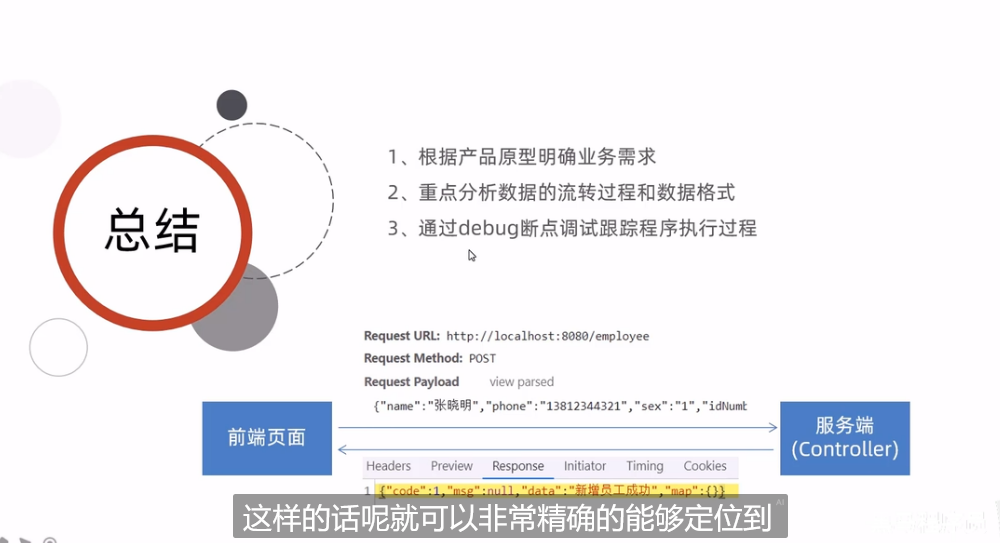 总结
1、根据产品原型明确业务需求
2、重点分析数据的流转过程和数据格式
3、通过debug断点调试跟踪程序执行过程
Request URL: http://localhost:8080/employee
Request Method: POST
Request Payload view parsed
{"name":"张晓明","phone":"13812344321","sex":"1","idNumb
前端页面
服务端
(Controller)
Headers Preview Response Initiator Timing Cookies
1 {"code":1,"msg":null,"data":"新增员工成功","map":{}}
这样的话呢就可以非常精确的能够定位到
AI